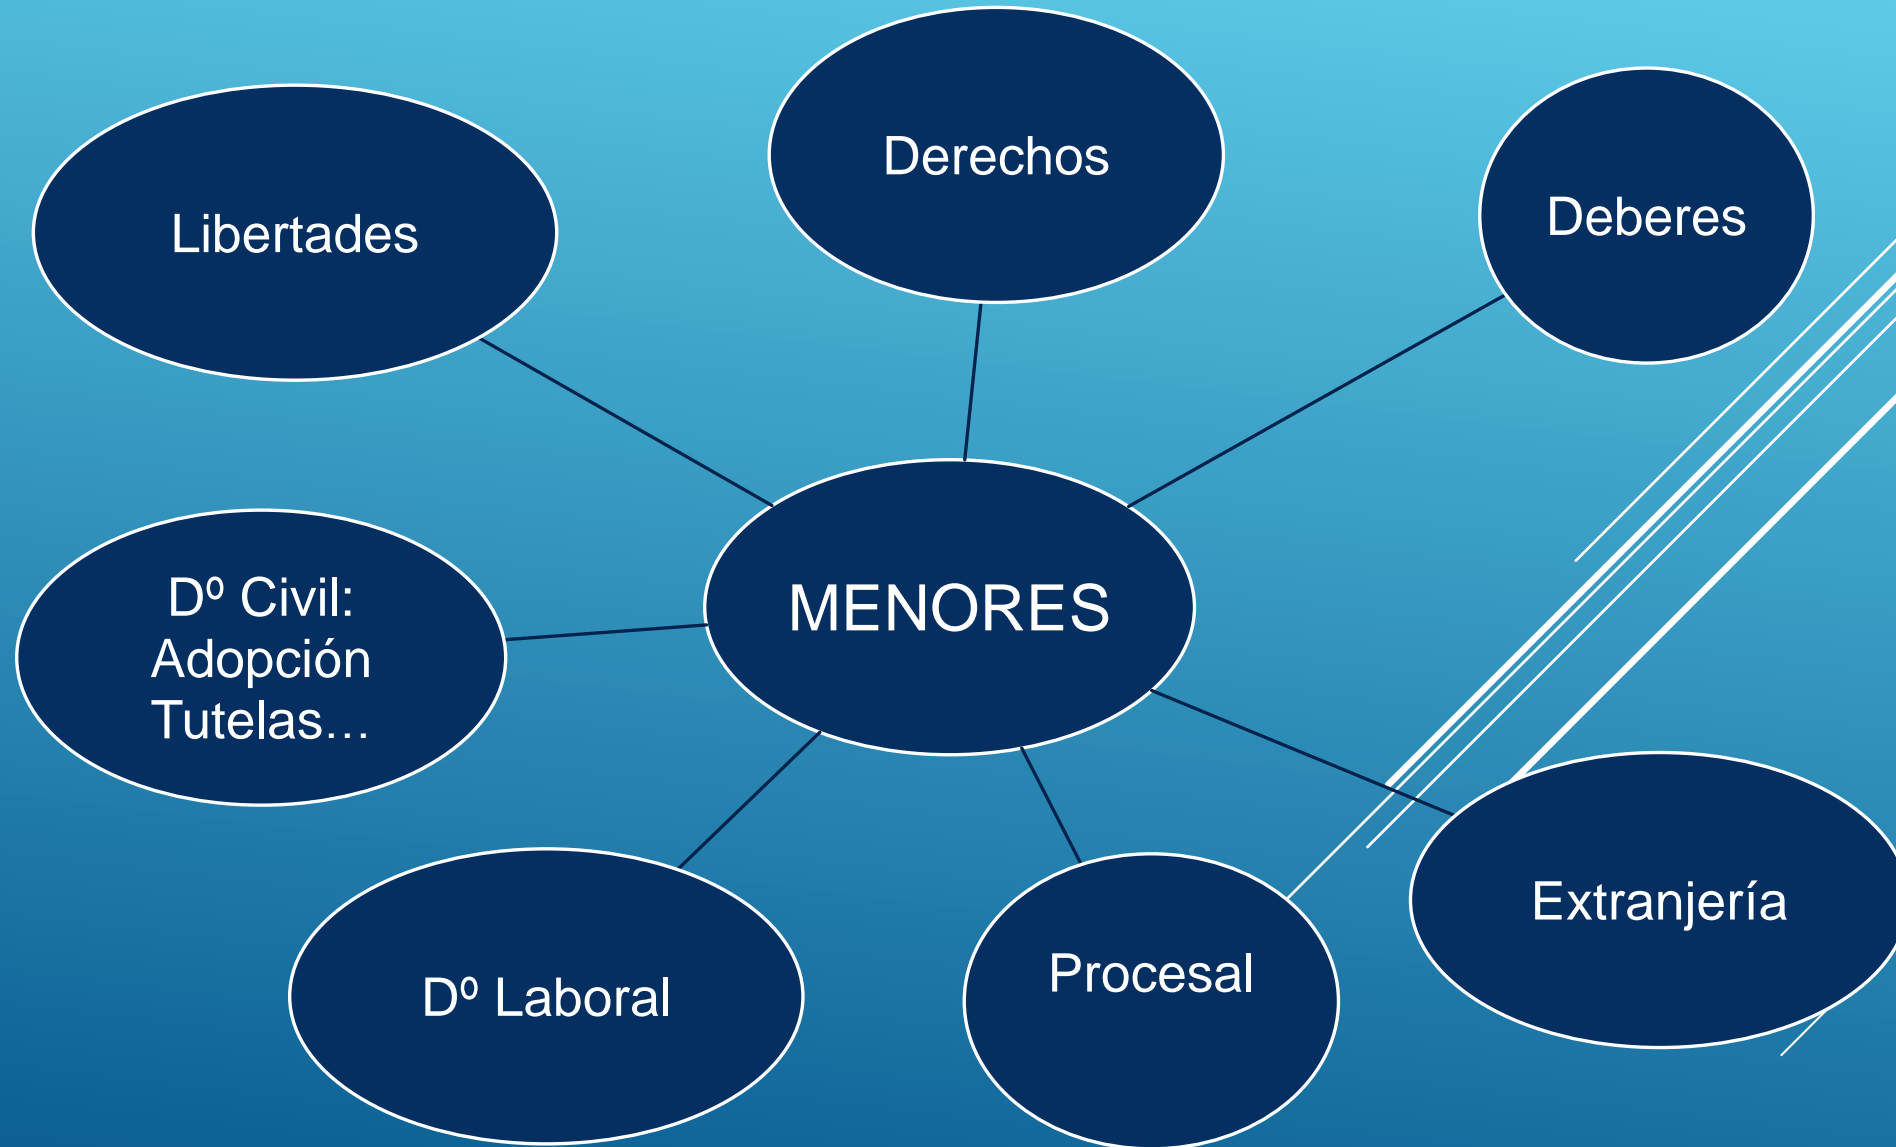 Derechos
Deberes
Libertades
MENORES
Dº Civil:
Adopción
Tutelas…
Extranjería
Procesal
Dº Laboral